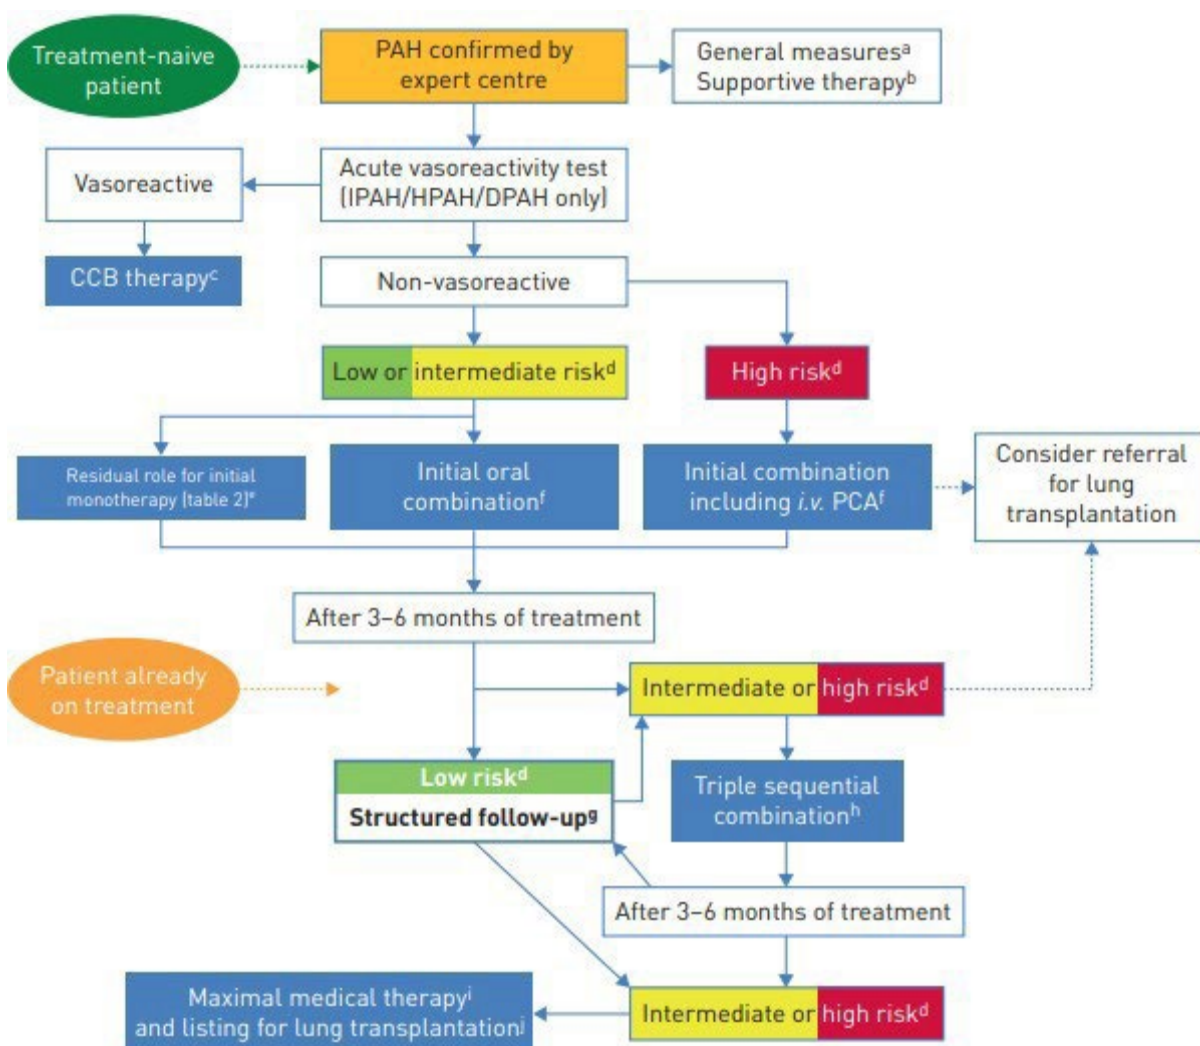 Treatment-naive
patient
PAH confirmed by
expert centre
General measuresᵃ
Supportive therapyᵇ
Vasoreactive
Acute vasoreactivity test
(IPAH/HPAH/DPAH only)
CCB therapyᶜ
Non-vasoreactive
Low or intermediate riskᵈ
High riskᵈ
Residual role for initial
monotherapy (table 2)ᵉ
Initial oral
combinationᶠ
Initial combination
including i.v. PCAᶠ
Consider referral
for lung
transplantation
After 3–6 months of treatment
Patient already
on treatment
Intermediate or high riskᵈ
Low riskᵈ
Structured follow-upᵍ
Triple sequential
combinationʰ
After 3–6 months of treatment
Maximal medical therapyⁱ
and listing for lung transplantationʲ
Intermediate or high riskᵈ